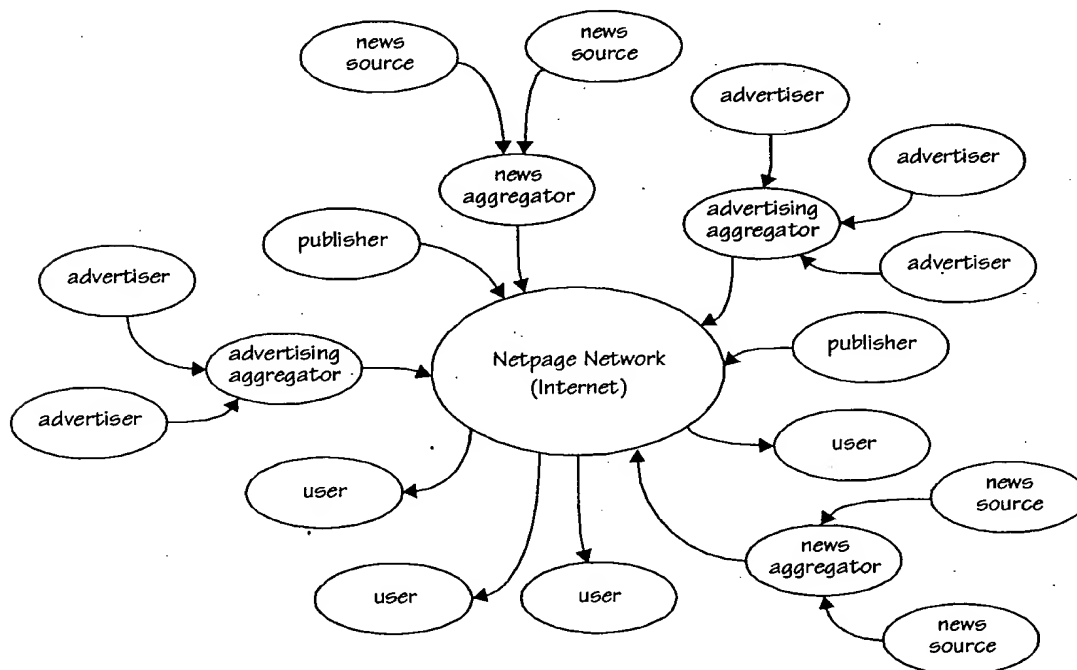 news
source
news
source
advertiser
advertiser
news
aggregator
advertising
aggregator
publisher
advertiser
advertiser
Netpage Network
(Internet)
publisher
advertising
aggregator
advertiser
user
user
news
source
news
aggregator
user
user
news
source